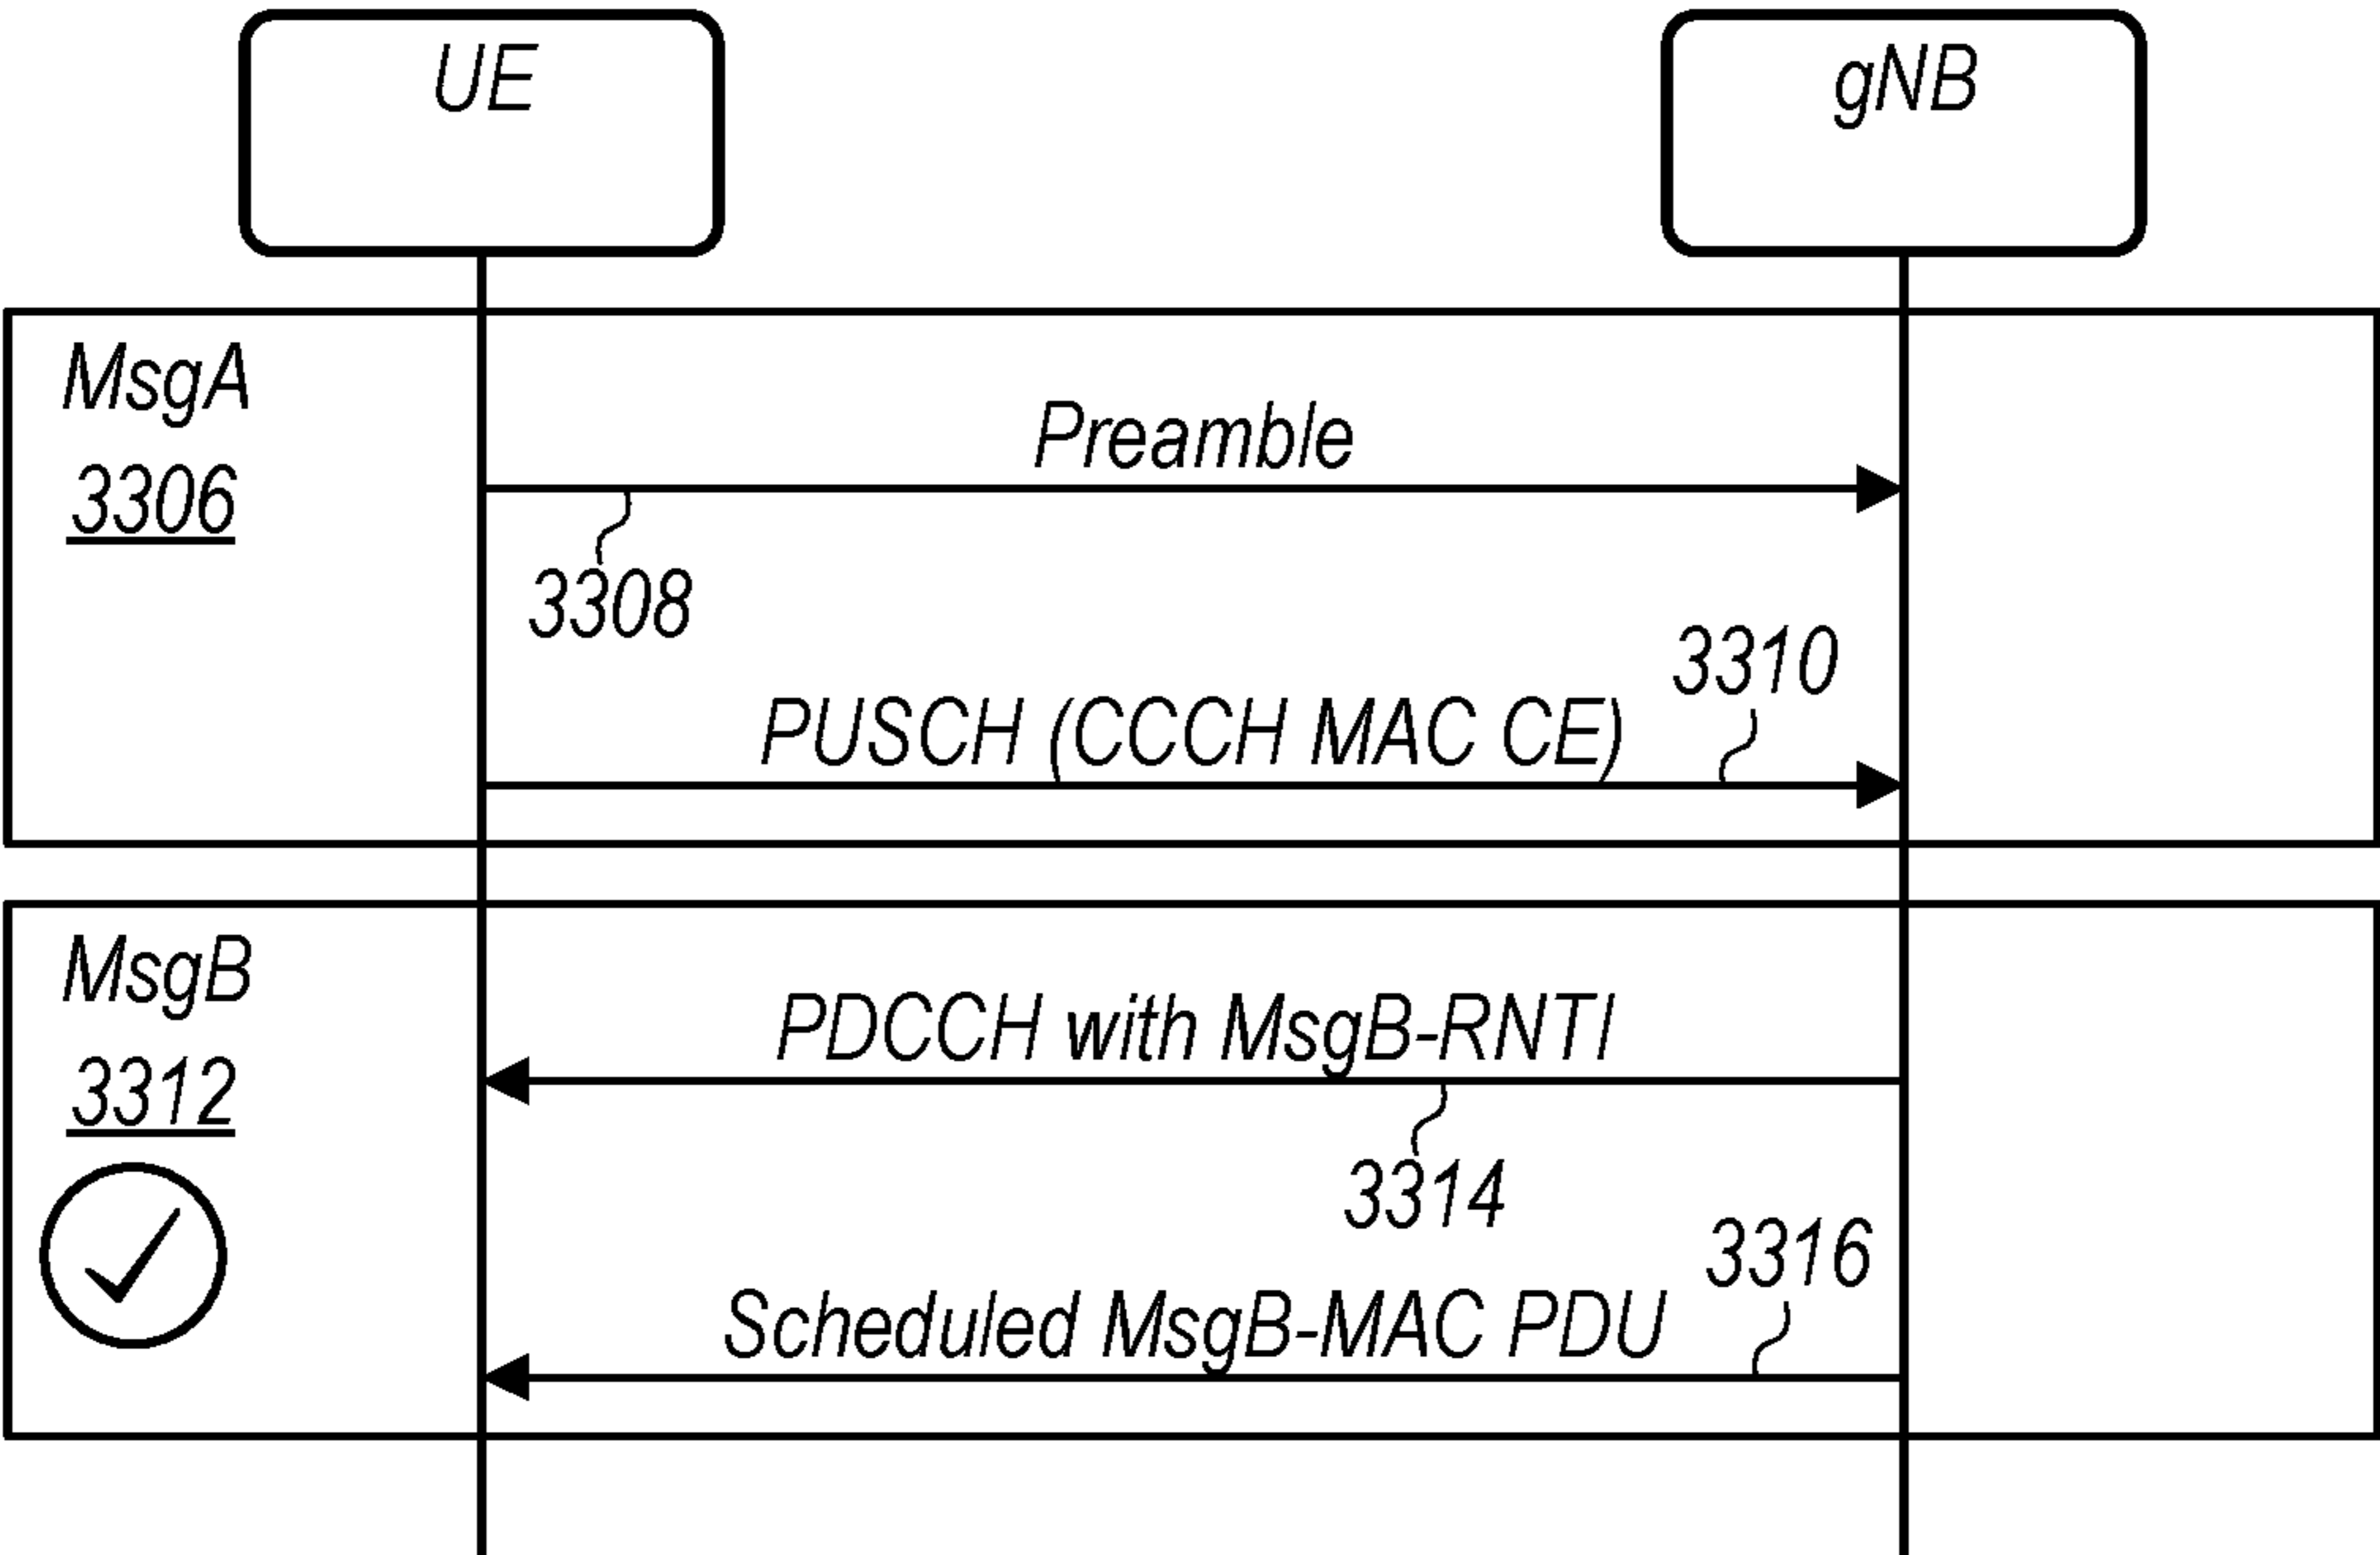 UE
gNB
MsgA
3306
Preamble
3308
3310
PUSCH (CCCH MAC CE)
MsgB
3312
PDCCH with MsgB-RNTI
3314
3316
Scheduled MsgB-MAC PDU